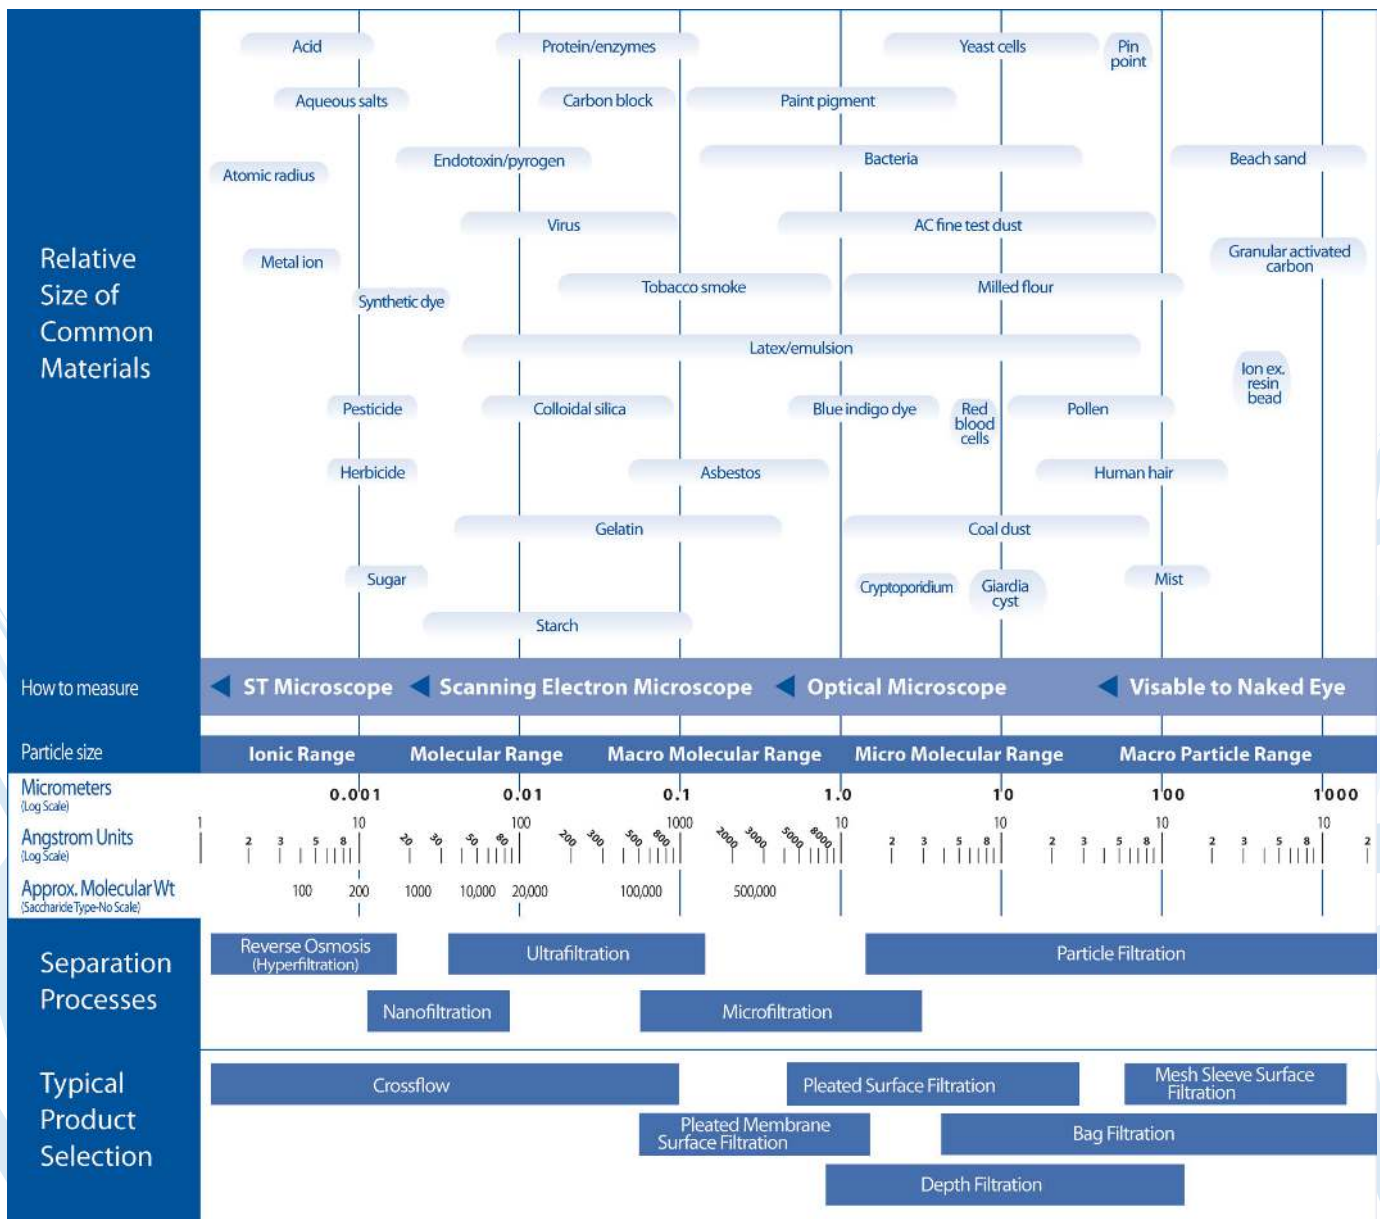 Relative
Size of
Common
Materials
Acid
Protein/enzymes
Yeast cells
Pin
point
Aqueous salts
Carbon block
Paint pigment
Atomic radius
Endotoxin/pyrogen
Bacteria
Beach sand
Virus
AC fine test dust
Metal ion
Granular activated
carbon
Synthetic dye
Tobacco smoke
Milled flour
Latex/emulsion
Ion ex.
resin
bead
Pesticide
Colloidal silica
Blue indigo dye
Red
blood
cells
Pollen
Herbicide
Asbestos
Human hair
Gelatin
Coal dust
Sugar
Cryptoporidium
Giardia
cyst
Mist
Starch
How to measure
ST Microscope
Scanning Electron Microscope
Optical Microscope
Visable to Naked Eye
Particle size
Ionic Range
Molecular Range
Macro Molecular Range
Micro Molecular Range
Macro Particle Range
Micrometers
(Log Scale)
0.001 0.01 0.1 1.0 10 100 1000
Angstrom Units
(Log Scale)
1 10 100 1000 10 10 10 10
2 3 5 8 20 30 50 80 200 300 500 800 2000 3000 5000 8000 2 3 5 8 2 3 5 8 2 3 5 8 2
Approx. Molecular Wt
(Saccharide Type-No Scale)
100 200 1000 10,000 20,000 100,000 500,000
Separation
Processes
Reverse Osmosis
(Hyperfiltration)
Ultrafiltration
Particle Filtration
Nanofiltration
Microfiltration
Typical
Product
Selection
Crossflow
Pleated Surface Filtration
Mesh Sleeve Surface
Filtration
Pleated Membrane
Surface Filtration
Bag Filtration
Depth Filtration